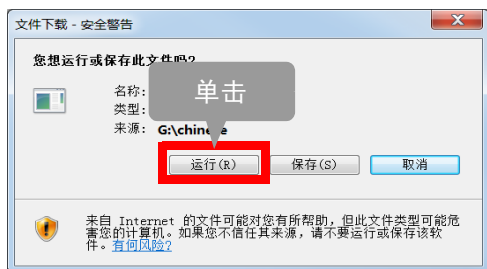 文件下载 - 安全警告
您想运行或保存此文件吗?
单击
名称:
类型:
来源: G:\chinese
运行(R) 保存(S) 取消
来自 Internet 的文件可能对您有所帮助，但此文件类型可能危
害您的计算机。如果您不信任其来源，请不要运行或保存该软
件。有何风险?